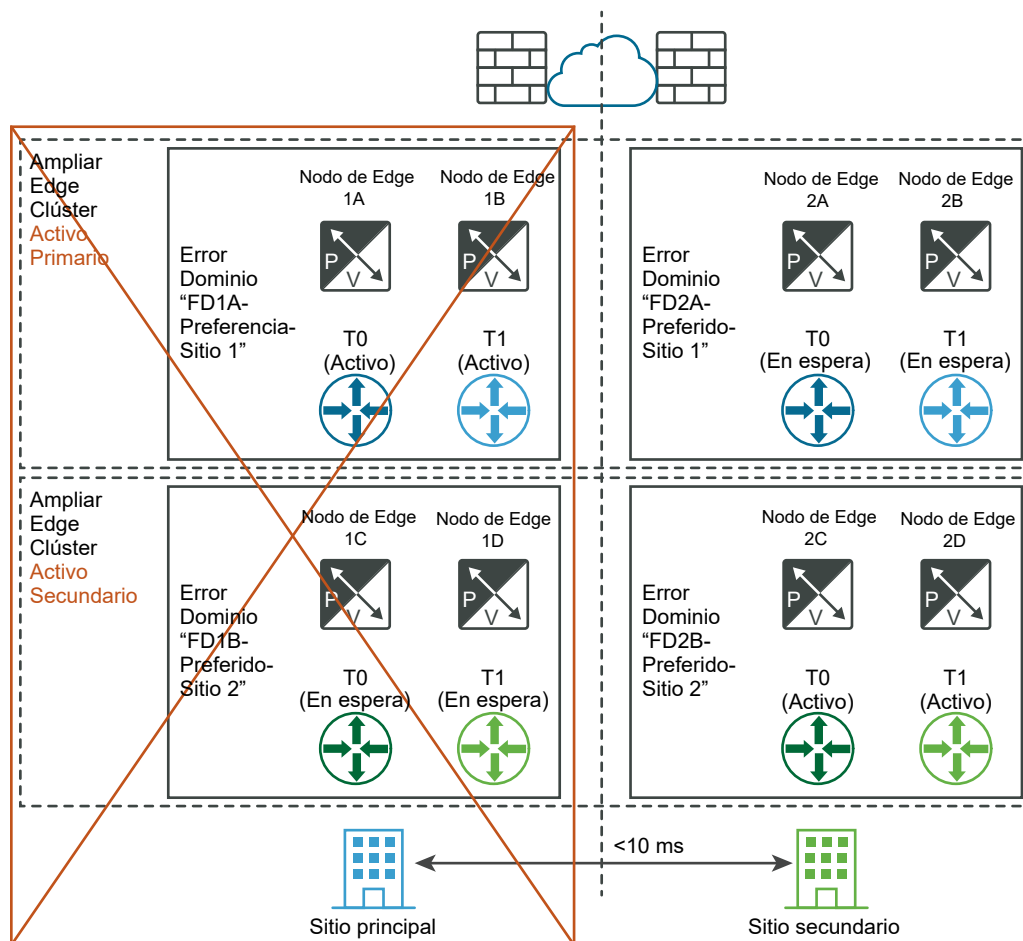 Ampliar
Edge
Clúster
Activo
Primario
Error
Dominio
“FD1A-
Preferencia-
Sitio 1”
Nodo de Edge
1A
Nodo de Edge
1B
P
V
P
V
T0
(Activo)
T1
(Activo)
Error
Dominio
“FD2A-
Preferido-
Sitio 1”
Nodo de Edge
2A
Nodo de Edge
2B
P
V
P
V
T0
(En espera)
T1
(En espera)
Ampliar
Edge
Clúster
Activo
Secundario
Error
Dominio
“FD1B-
Preferido-
Sitio 2”
Nodo de Edge
1C
Nodo de Edge
1D
P
V
P
V
T0
(En espera)
T1
(En espera)
Error
Dominio
“FD2B-
Preferido-
Sitio 2”
Nodo de Edge
2C
Nodo de Edge
2D
P
V
P
V
T0
(Activo)
T1
(Activo)
<10 ms
Sitio principal
Sitio secundario